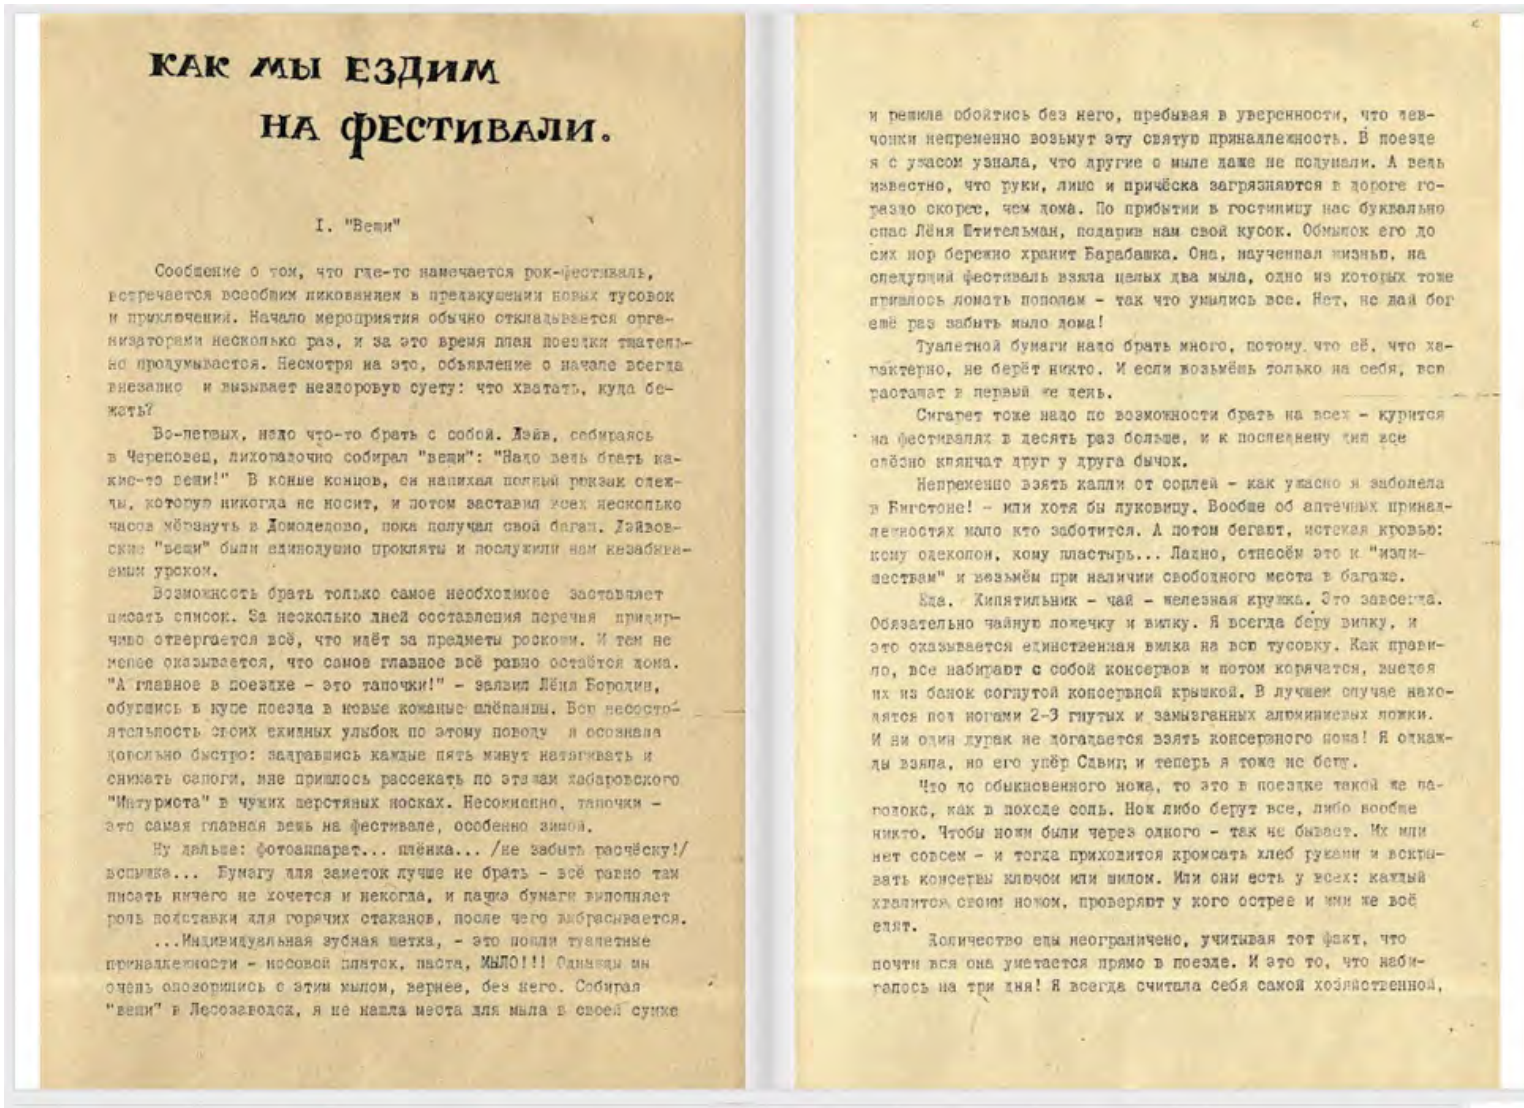 КАК МЫ ЕЗДИМ
НА ФЕСТИВАЛИ.
I. "Вещи"
Сообщение о том, что где-то намечается рок-фестиваль,
встречается всеобщим ликованием в предвкушении новых тусовок
и приключений. Начало мероприятия обычно откладывается орга-
низаторами несколько раз, и за это время план поездки тщатель-
но продумывается. Несмотря на это, объявление о начале всегда
внезапно и вызывает нездоровую суету: что хватать, куда бе-
жать?
Во-первых, надо что-то брать с собой. Дэйв, собираясь
в Череповец, лихорадочно собирал "вещи": "Надо ведь брать ка-
кие-то вещи!" В конце концов, он напихал полный рюкзак одеж-
ды, которую никогда не носит, и потом заставил всех несколько
часов мёрзнуть в Домодедово, пока получал свой багаж. Дэйвов-
ские "вещи" были единодушно прокляты и послужили нам незабыва-
емым уроком.
Возможность брать только самое необходимое заставляет
писать список. За несколько дней составления перечня придир-
чиво отвергается всё, что идёт за предметы роскоши. И тем не
менее оказывается, что самое главное всё равно остаётся дома.
"А главное в поездке - это тапочки!" - заявил Лёня Бородин,
обувшись в купе поезда в новые кожаные шлёпанцы. Всю несосто-
ятельность своих ехидных улыбок по этому поводу я осознала
довольно быстро: задравшись каждые пять минут натягивать и
снимать сапоги, мне пришлось рассекать по этажам хабаровского
"Интуриста" в чужих шерстяных носках. Несомненно, тапочки -
это самая главная вещь на фестивале, особенно зимой.
Ну дальше: фотоаппарат... плёнка... /не забыть расчёску!/
вспышка... Бумагу для заметок лучше не брать - всё равно там
писать ничего не хочется и некогда, и пачка бумаги выполняет
роль подставки для горячих стаканов, после чего выбрасывается.
...Индивидуальная зубная щетка, - это пошли туалетные
принадлежности - носовой платок, паста, МЫЛО!!! Однажды мы
очень опозорились с этим мылом, вернее, без него. Собирая
"вещи" в Лесозаводск, я не нашла места для мыла в своей сумке
и решила обойтись без него, пребывая в уверенности, что дев-
чонки непременно возьмут эту святую принадлежность. В поезде
я с ужасом узнала, что другие о мыле даже не подумали. А ведь
известно, что руки, лицо и причёска загрязняются в дороге го-
раздо скорее, чем дома. По прибытии в гостиницу нас буквально
спас Лёня Штительман, подарив нам свой кусок. Обмылок его до
сих пор бережно хранит Барабашка. Она, наученная жизнью, на
следующий фестиваль взяла целых два мыла, одно из которых тоже
пришлось ломать пополам - так что умылись все. Нет, не дай бог
ещё раз забыть мыло дома!
Туалетной бумаги надо брать много, потому что её, что ха-
рактерно, не берёт никто. И если возьмёшь только на себя, всю
растащат в первый же день.
Сигарет тоже надо по возможности брать на всех - курится
на фестивалях в десять раз больше, и к последнему дню все
слёзно клянчат друг у друга бычок.
Непременно взять капли от соплей - как ужасно я заболела
в Бигстоне! - или хотя бы луковицу. Вообще об аптечных принад-
лежностях мало кто заботится. А потом бегают, истекая кровью:
кому одеколон, кому пластырь... Ладно, отнесём это к "изли-
шествам" и возьмём при наличии свободного места в багаже.
Еда. Кипятильник - чай - железная кружка. Это завсегда.
Обязательно чайную ложечку и вилку. Я всегда беру вилку, и
это оказывается единственная вилка на всю тусовку. Как прави-
ло, все набирают с собой консервов и потом корячатся, выедая
их из банок согнутой консервной крышкой. В лучшем случае нахо-
дятся под ногами 2-3 гнутых и замызганных алюминиевых ложки.
И ни один дурак не догадается взять консервного ножа! Я однаж-
ды взяла, но его упёр Сдвиг, и теперь я тоже не беру.
Что до обыкновенного ножа, то это в поездке такой же па-
радокс, как в походе соль. Нож либо берут все, либо вообще
никто. Чтобы ножи были через одного - так не бывает. Их или
нет совсем - и тогда приходится кромсать хлеб руками и вскры-
вать консервы ключом или шилом. Или они есть у всех: каждый
хвалится своим ножом, проверяют у кого острее и ими же всё
едят.
Количество еды неограничено, учитывая тот факт, что
почти вся она уметается прямо в поезде. И это то, что наби-
ралось на три дня! Я всегда считала себя самой хозяйственной,